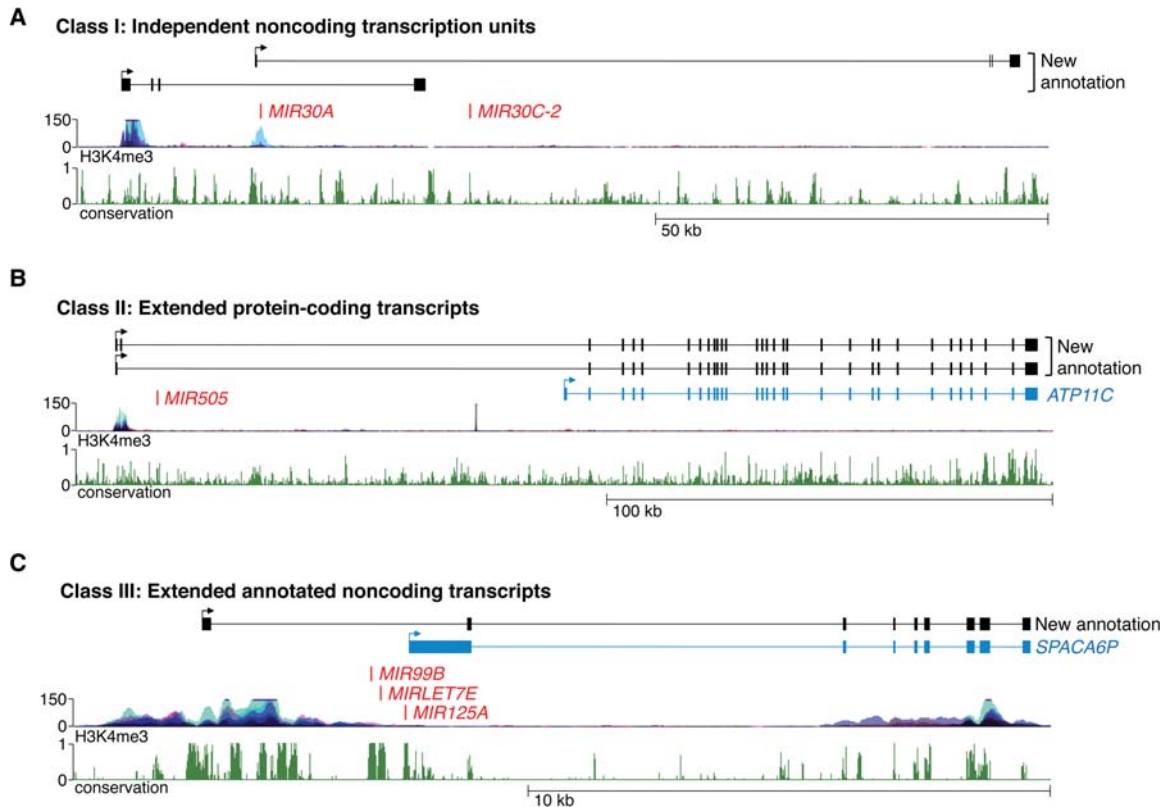 A
Class I: Independent noncoding transcription units
New
annotation
MIR30A
MIR30C-2
150
0
H3K4me3
1
0
conservation
50 kb
B
Class II: Extended protein-coding transcripts
New
annotation
ATP11C
MIR505
150
0
H3K4me3
1
0
conservation
100 kb
C
Class III: Extended annotated noncoding transcripts
New annotation
SPACA6P
MIR99B
MIRLET7E
MIR125A
150
0
H3K4me3
1
0
conservation
10 kb